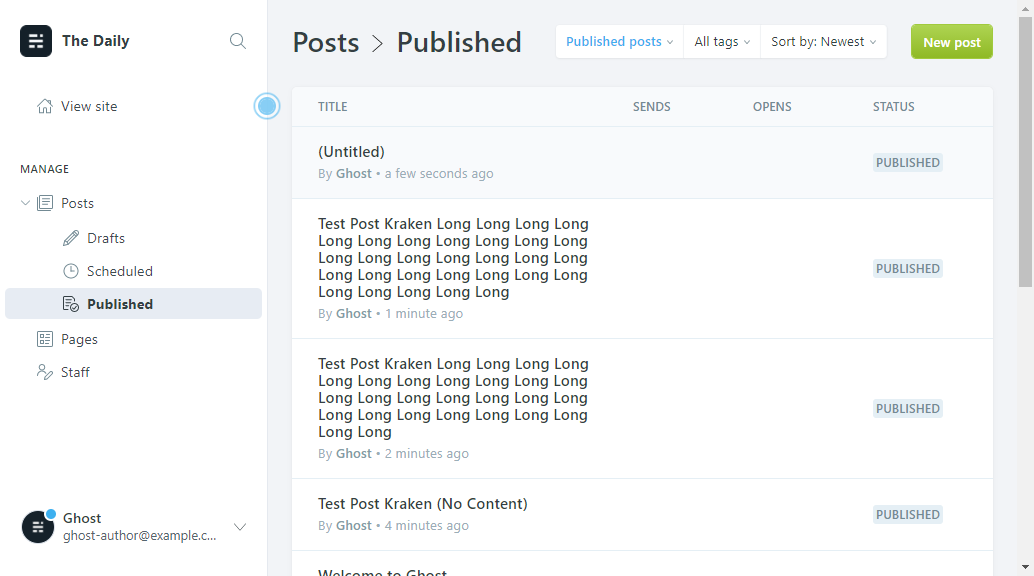 The Daily
View site
MANAGE
Posts
Drafts
Scheduled
Published
Pages
Staff
Ghost
ghost-author@example.c...
Posts > Published
Published posts
All tags
Sort by: Newest
New post
TITLE SENDS OPENS STATUS
(Untitled)
By Ghost • a few seconds ago
PUBLISHED
Test Post Kraken Long Long Long Long
Long Long Long Long Long Long Long
Long Long Long Long Long Long Long
Long Long Long Long Long Long Long
Long Long Long Long Long
By Ghost • 1 minute ago
PUBLISHED
Test Post Kraken Long Long Long Long
Long Long Long Long Long Long Long
Long Long Long Long Long Long Long
Long Long Long Long Long Long Long
Long Long
By Ghost • 2 minutes ago
PUBLISHED
Test Post Kraken (No Content)
By Ghost • 4 minutes ago
PUBLISHED
Welcome to Ghost